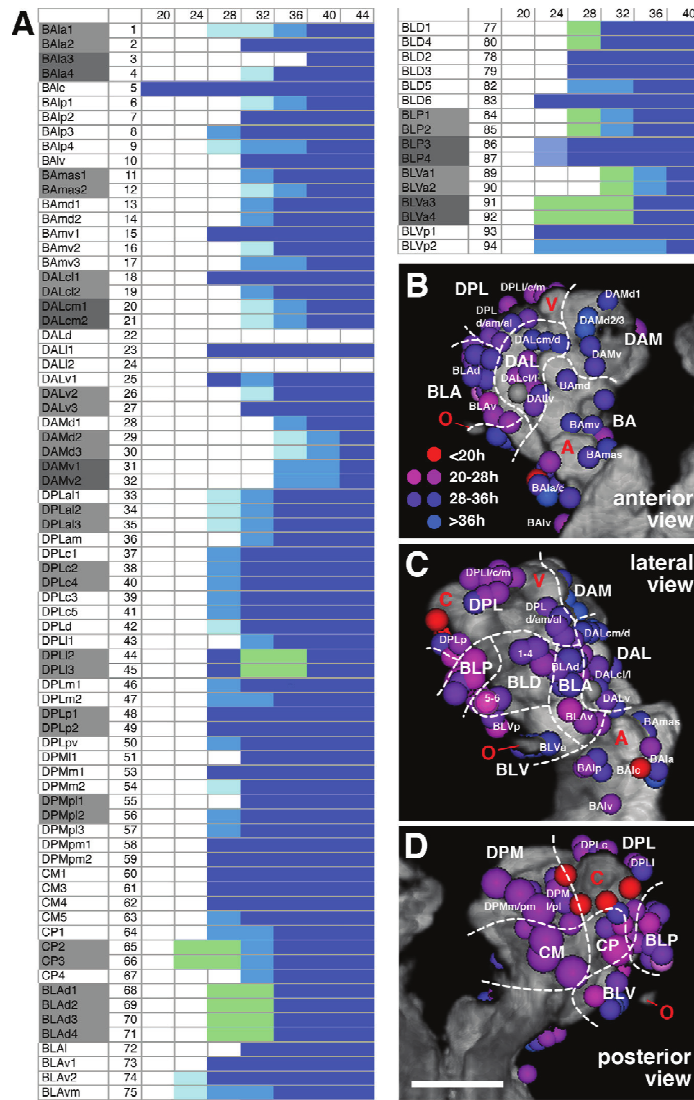 A
20 24 28 32 36 44
BAla1 1
BAla2 2
BAla3 3
BAla4 4
BAlc 5
BAlp1 6
BAlp2 7
BAlp3 8
BAlp4 9
BAlv 10
BAmas1 11
BAmas2 12
BAmd1 13
BAmd2 14
BAmv1 15
BAmv2 16
BAmv3 17
DALcl1 18
DALcl2 19
DALcm1 20
DALcm2 21
DALd 22
DALl1 23
DALl2 24
DALv1 25
DALv2 26
DALv3 27
DAMd1 28
DAMd2 29
DAMd3 30
DAMv1 31
DAMv2 32
DPLal1 33
DPLal2 34
DPLal3 35
DPLam 36
DPLc1 37
DPLc2 38
DPLc4 40
DPLc3 39
DPLc5 41
DPLd 42
DPLl1 43
DPLl2 44
DPLl3 45
DPLm1 46
DPLm2 47
DPLp1 48
DPLp2 49
DPLpv 50
DPMl1 51
DPMm1 53
DPMm2 54
DPMpl1 55
DPMpl2 56
DPMpl3 57
DPMpm1 58
DPMpm2 59
CM1 60
CM3 61
CM4 62
CM5 63
CP1 64
CP2 65
CP3 66
CP4 67
BLAd1 68
BLAd2 69
BLAd3 70
BLAd4 71
BLAl 72
BLAv1 73
BLAv2 74
BLAvm 75
20 24 28 32 40
BLD1 77
BLD4 80
BLD2 78
BLD3 79
BLD5 82
BLD6 83
BLP1 84
BLP2 85
BLP3 86
BLP4 87
BLVa1 89
BLVa2 90
BLVa3 91
BLVa4 92
BLVp1 93
BLVp2 94
B
DPL DPLl/c/m V DAMd1
DPL d/am/al DAMd2/3
DALcm/d DAM
DAL DAMv
BLAd DALcl/l
BLA BAmd
BLAv DALv BA
O BAmv
A BAmas
<20h
20-28h
28-36h
>36h
BAla/c
BAlv
anterior
view
C
lateral
view
DPLl/c/m V DAM
C DPL DPL d/am/al
DALcm/d
DPLp DAL
BLP 1-4 BLAd DALcl/l
BLD BLA
5-6 DALv
BLAv BAmas
BLVp A
O BLVa BAla
BLV BAlp BAlc
BAlv
D
DPLc DPL
DPM C DPLl
DPM l/pl
DPMm/pm
CM CP BLP
BLV O
posterior
view